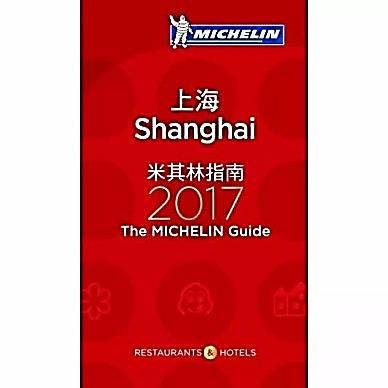 MICHELIN
上海
Shanghai
米其林指南
2017
The MICHELIN Guide
RESTAURANTS & HOTELS